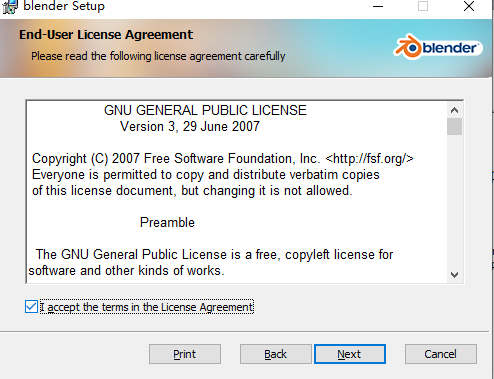 blender Setup
End-User License Agreement
Please read the following license agreement carefully
blender
GNU GENERAL PUBLIC LICENSE
Version 3, 29 June 2007
Copyright (C) 2007 Free Software Foundation, Inc. <http://fsf.org/>
Everyone is permitted to copy and distribute verbatim copies
of this license document, but changing it is not allowed.
Preamble
The GNU General Public License is a free, copyleft license for
software and other kinds of works.
I accept the terms in the License Agreement
Print
Back
Next
Cancel